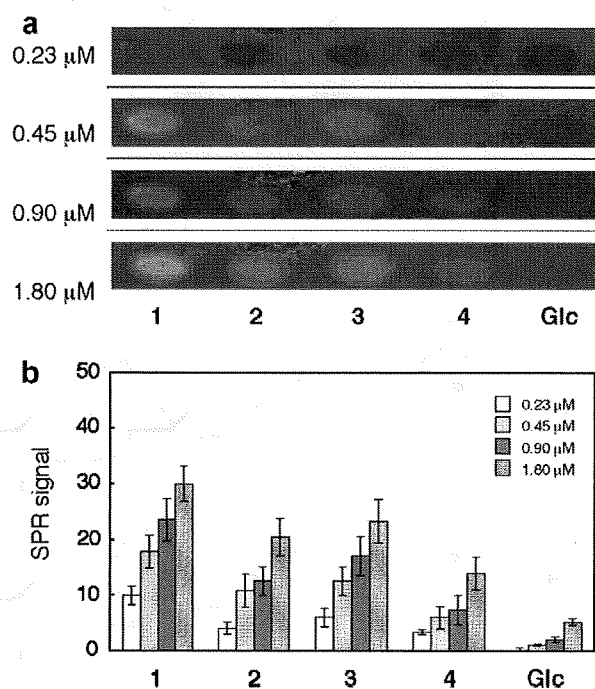 a
0.23 µM
0.45 µM
0.90 µM
1.80 µM
1 2 3 4 Glc
b
50
40
30
20
10
0
SPR signal
0.23 µM
0.45 µM
0.90 µM
1.80 µM
1 2 3 4 Glc